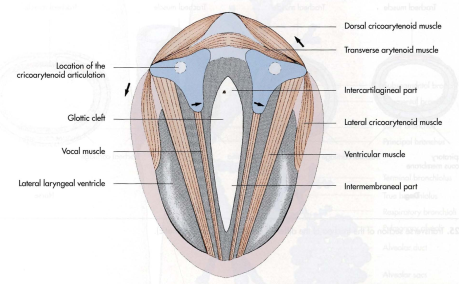 Dorsal cricoarytenoid muscle
Transverse arytenoid muscle
Location of the
cricoarytenoid articulation
Intercartilagineal part
Glottic cleft
Lateral cricoarytenoid muscle
Vocal muscle
Ventricular muscle
Lateral laryngeal ventricle
Intermembraneal part